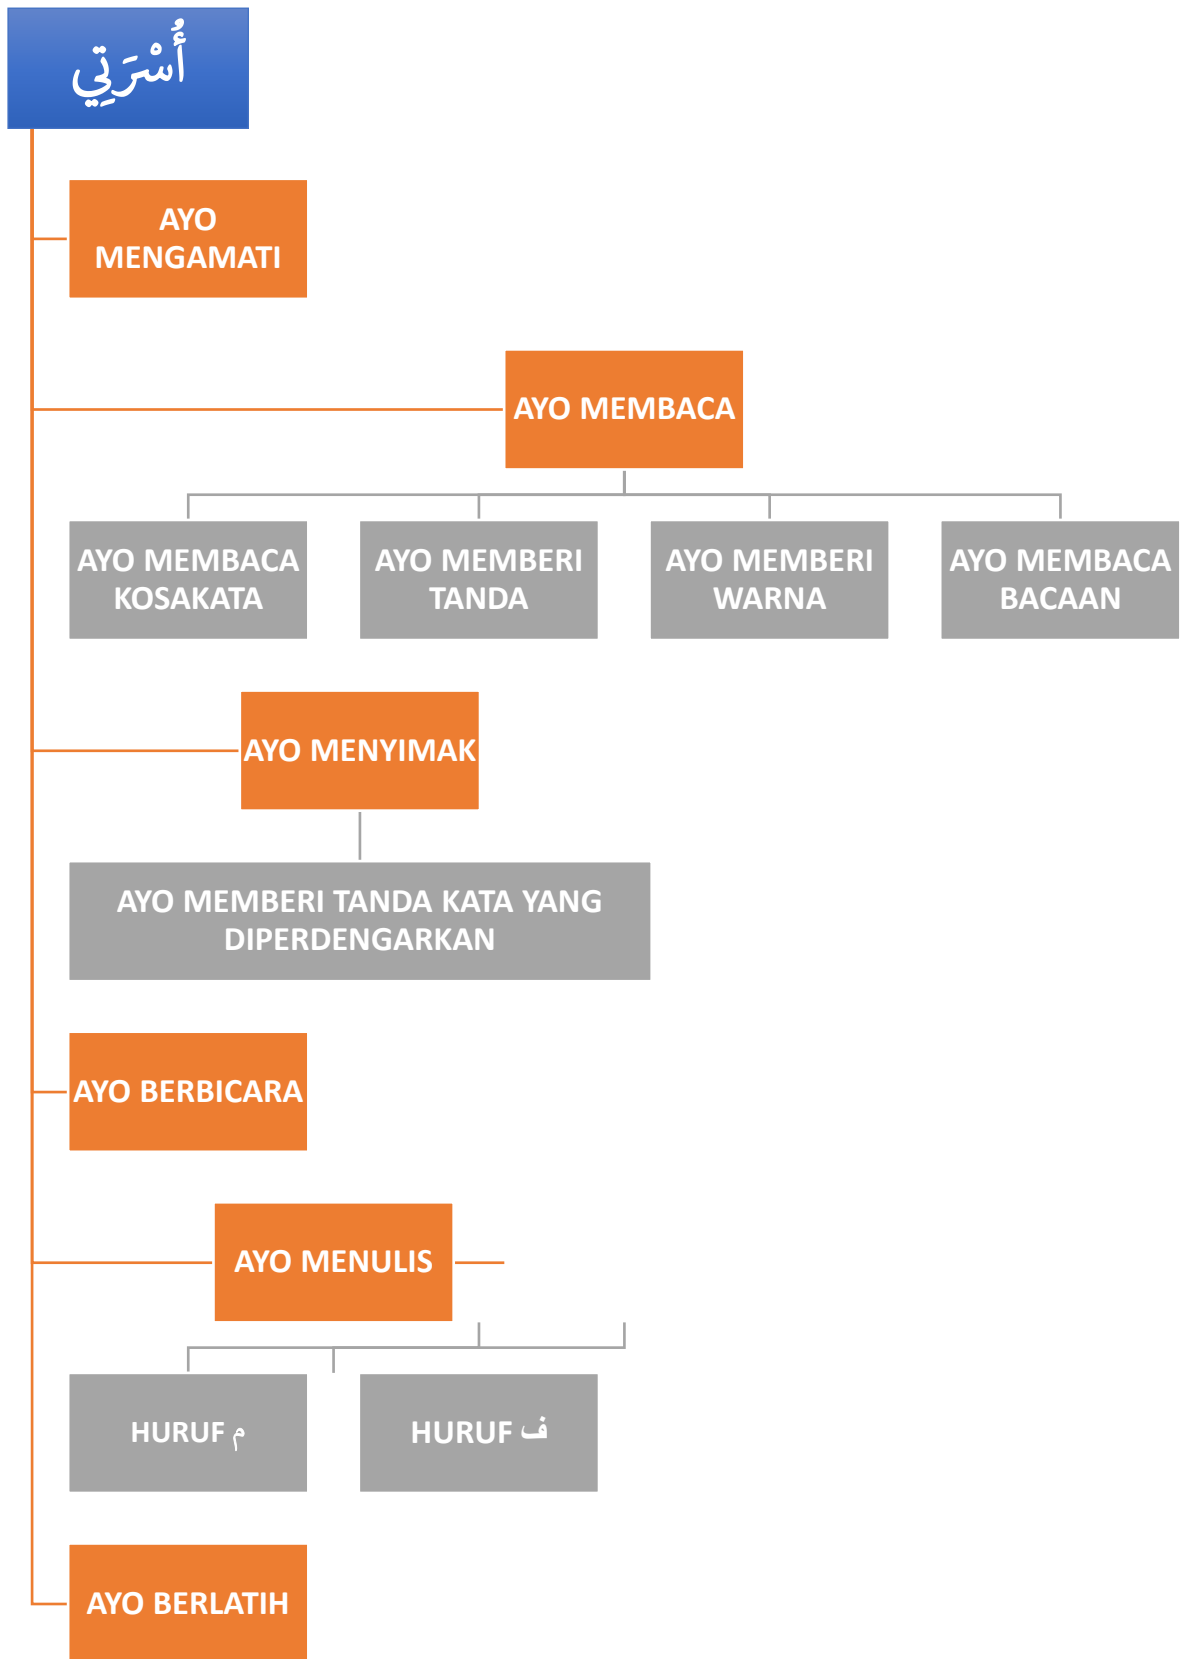 أُسْرَتِي
AYO
MENGAMATI
AYO MEMBACA
AYO MEMBACA
KOSAKATA
AYO MEMBERI
TANDA
AYO MEMBERI
WARNA
AYO MEMBACA
BACAAN
AYO MENYIMAK
AYO MEMBERI TANDA KATA YANG
DIPERDENGARKAN
AYO BERBICARA
AYO MENULIS
HURUF م
HURUF ف
AYO BERLATIH